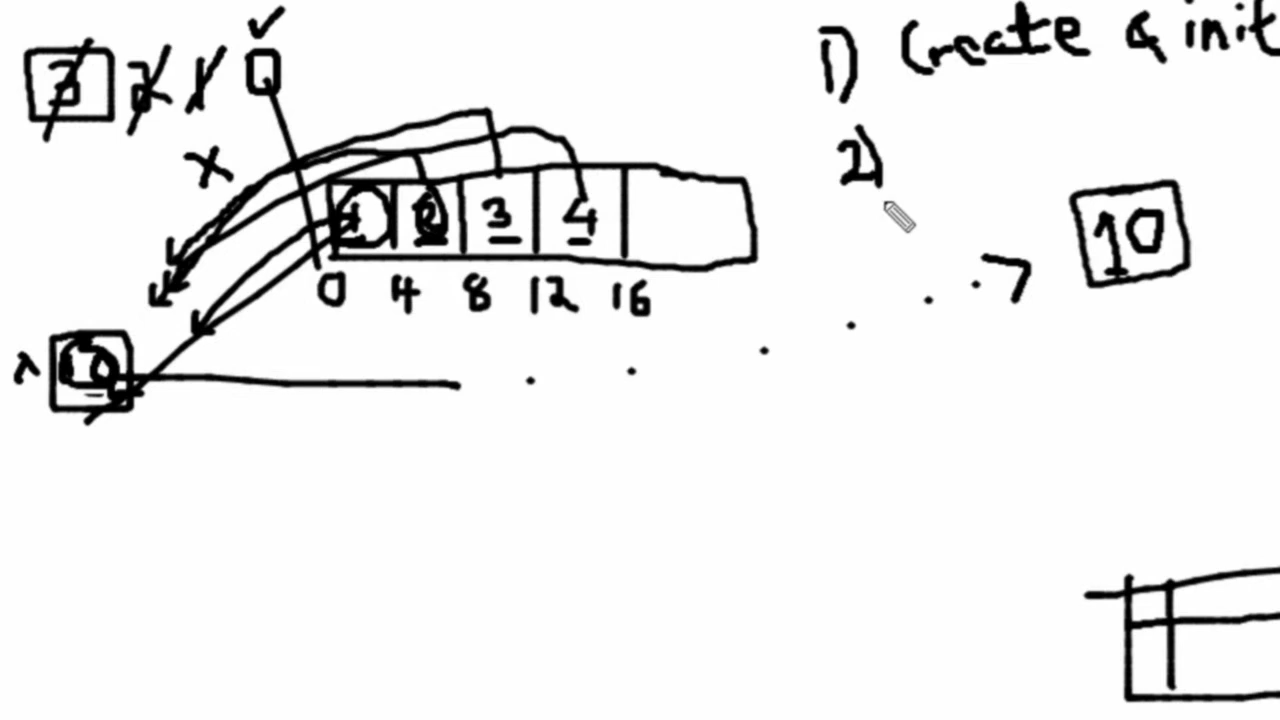 3 2 1 0
1) Create & init
2)
1 2 3 4
10
0 4 8 12 16
10